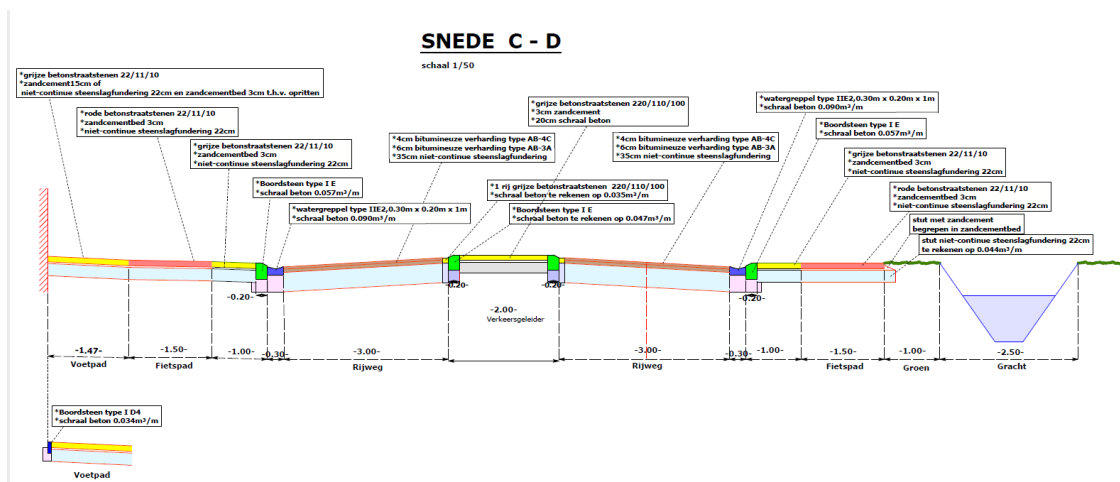 SNEDE C - D
schaal 1/50
*grijze betonstraatstenen 22/11/10
*zandcement15cm of
niet-continue steenslagfundering 22cm en zandcementbed 3cm t.h.v. opritten
*rode betonstraatstenen 22/11/10
*zandcementbed 3cm
*niet-continue steenslagfundering 22cm
*grijze betonstraatstenen 22/11/10
*zandcementbed 3cm
*niet-continue steenslagfundering 22cm
*Boordsteen type I E
*schraal beton 0.057m³/m
*watergreppel type IIE2,0.30m x 0.20m x 1m
*schraal beton 0.090m³/m
*4cm bitumineuze verharding type AB-4C
*6cm bitumineuze verharding type AB-3A
*35cm niet-continue steenslagfundering
*grijze betonstraatstenen 220/110/100
*3cm zandcement
*20cm schraal beton
*1 rij grijze betonstraatstenen 220/110/100
*schraal beton te rekenen op 0.035m³/m
*Boordsteen type I E
*schraal beton te rekenen op 0.047m³/m
*4cm bitumineuze verharding type AB-4C
*6cm bitumineuze verharding type AB-3A
*35cm niet-continue steenslagfundering
*watergreppel type IIE2,0.30m x 0.20m x 1m
*schraal beton 0.090m³/m
*Boordsteen type I E
*schraal beton 0.057m³/m
*grijze betonstraatstenen 22/11/10
*zandcementbed 3cm
*niet-continue steenslagfundering 22cm
*rode betonstraatstenen 22/11/10
*zandcementbed 3cm
*niet-continue steenslagfundering 22cm
stut met zandcement
begrepen in zandcementbed
stut niet-continue steenslagfundering 22cm
te rekenen op 0.044m³/m
-0.20-
-0.20-
-0.20-
-0.20-
-2.00-
Verkeersgeleider
-1.47-
-1.50-
-1.00-
-0.30-
-3.00-
-3.00-
-0.30-
-1.00-
-1.50-
-1.00-
-2.50-
Voetpad
Fietspad
Rijweg
Rijweg
Fietspad
Groen
Gracht
*Boordsteen type I D4
*schraal beton 0.034m³/m
Voetpad